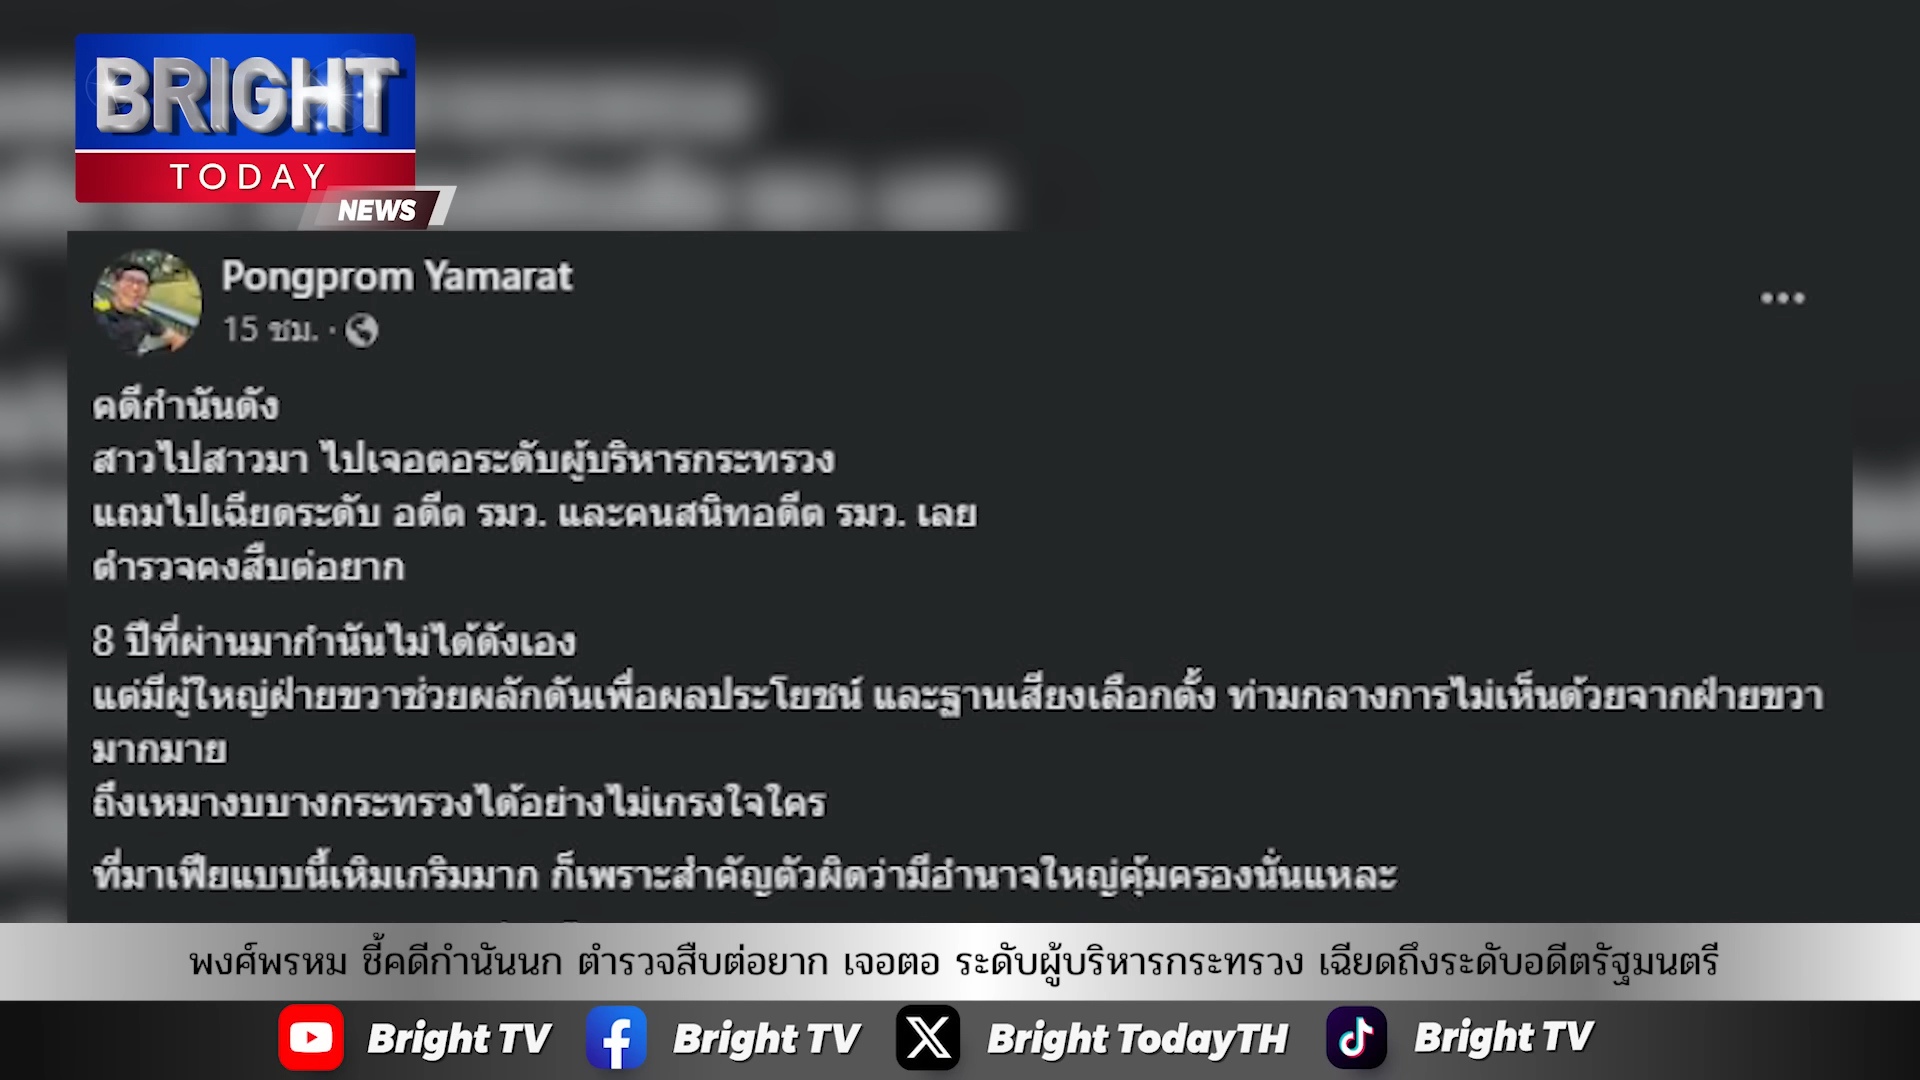 BRIGHT
TODAY
NEWS
Pongprom Yamarat
15 ชม.
คดีกำนันดัง
สาวไปสาวมา ไปเจอตอระดับผู้บริหารกระทรวง
แถมไปเฉียดระดับ อดีต รมว. และคนสนิทอดีต รมว. เลย
ตำรวจคงสืบต่อยาก
8 ปีที่ผ่านมากำนันไม่ได้ดังเอง
แต่มีผู้ใหญ่ฝ่ายขวาช่วยผลักดันเพื่อผลประโยชน์ และฐานเสียงเลือกตั้ง ท่ามกลางการไม่เห็นด้วยจากฝ่ายขวา
มากมาย
ถึงเหมางบบางกระทรวงได้อย่างไม่เกรงใจใคร
ที่มาเฟียแบบนี้เหิมเกริมมาก ก็เพราะสำคัญตัวผิดว่ามีอำนาจใหญ่คุ้มครองนั่นแหละ
พงศ์พรหม ชี้คดีกำนันนก ตำรวจสืบต่อยาก เจอตอ ระดับผู้บริหารกระทรวง เฉียดถึงระดับอดีตรัฐมนตรี
Bright TV Bright TV Bright TodayTH Bright TV